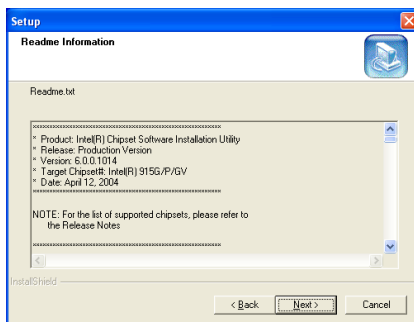 Setup
Readme Information
Readme.txt
************************************************************
* Product: Intel(R) Chipset Software Installation Utility
* Release: Production Version
* Version: 6.0.0.1014
* Target Chipset#: Intel(R) 915G/P/GV
* Date: April 12, 2004
************************************************************
NOTE: For the list of supported chipsets, please refer to
the Release Notes
************************************************************
InstallShield
< Back
Next >
Cancel